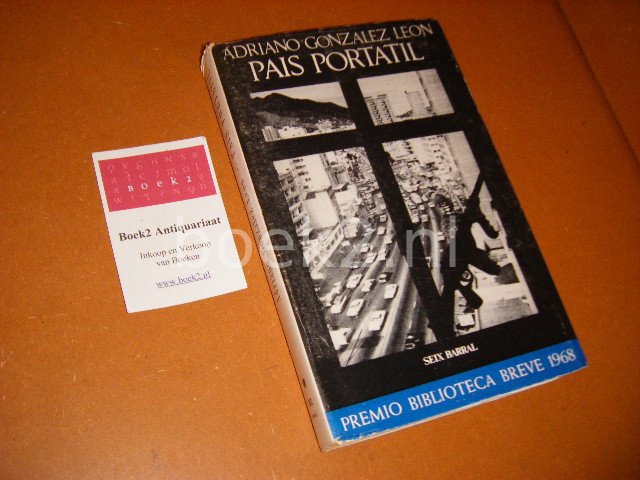 ADRIANO GONZALEZ LEON
PAIS PORTATIL
SEIX BARRAL
PREMIO BIBLIOTECA BREVE 1968
BOEK2
Boek2 Antiquariaat
Inkoop en Verkoop
van Boeken
www.boek2.nl
boek2.nl